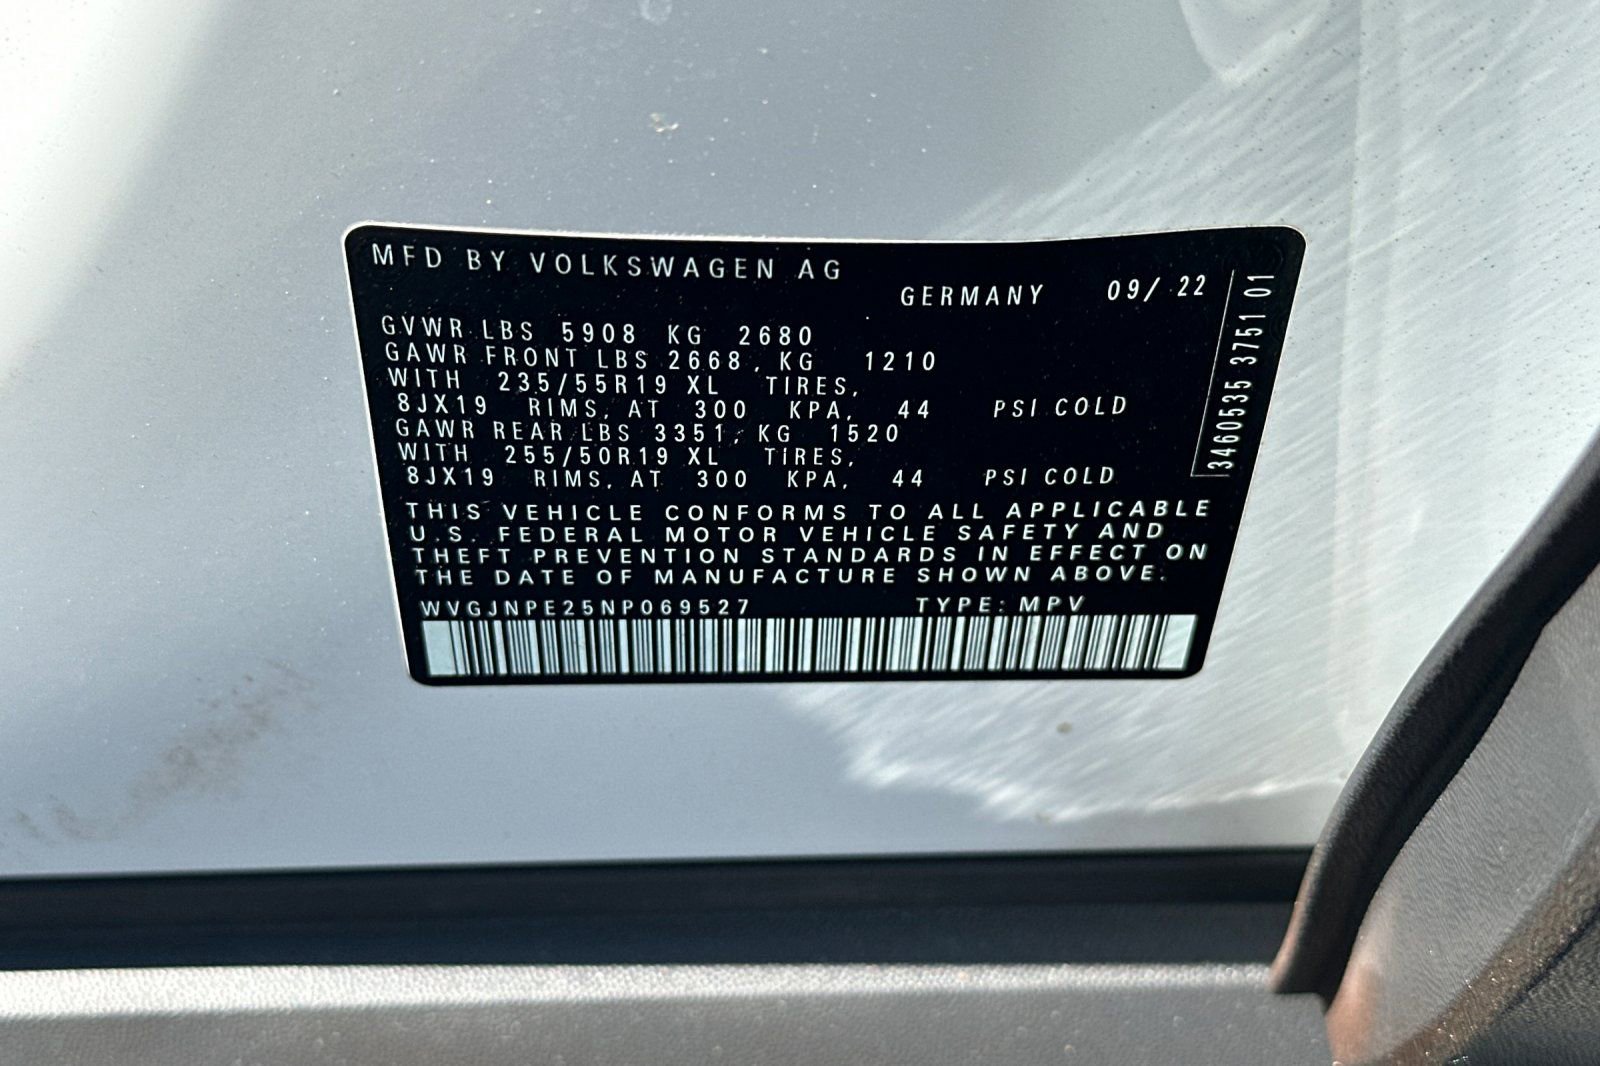 MFD BY VOLKSWAGEN AG
GERMANY 09/ 22
GVWR LBS 5908 KG 2680
GAWR FRONT LBS 2668, KG 1210
WITH 235/55R19 XL TIRES,
8JX19 RIMS, AT 300 KPA, 44 PSI COLD
GAWR REAR LBS 3351, KG 1520
WITH 255/50R19 XL TIRES,
8JX19 RIMS, AT 300 KPA, 44 PSI COLD
THIS VEHICLE CONFORMS TO ALL APPLICABLE
U.S. FEDERAL MOTOR VEHICLE SAFETY AND
THEFT PREVENTION STANDARDS IN EFFECT ON
THE DATE OF MANUFACTURE SHOWN ABOVE.
WVGJNPE25NP069527 TYPE: MPV
3460535 3751 01